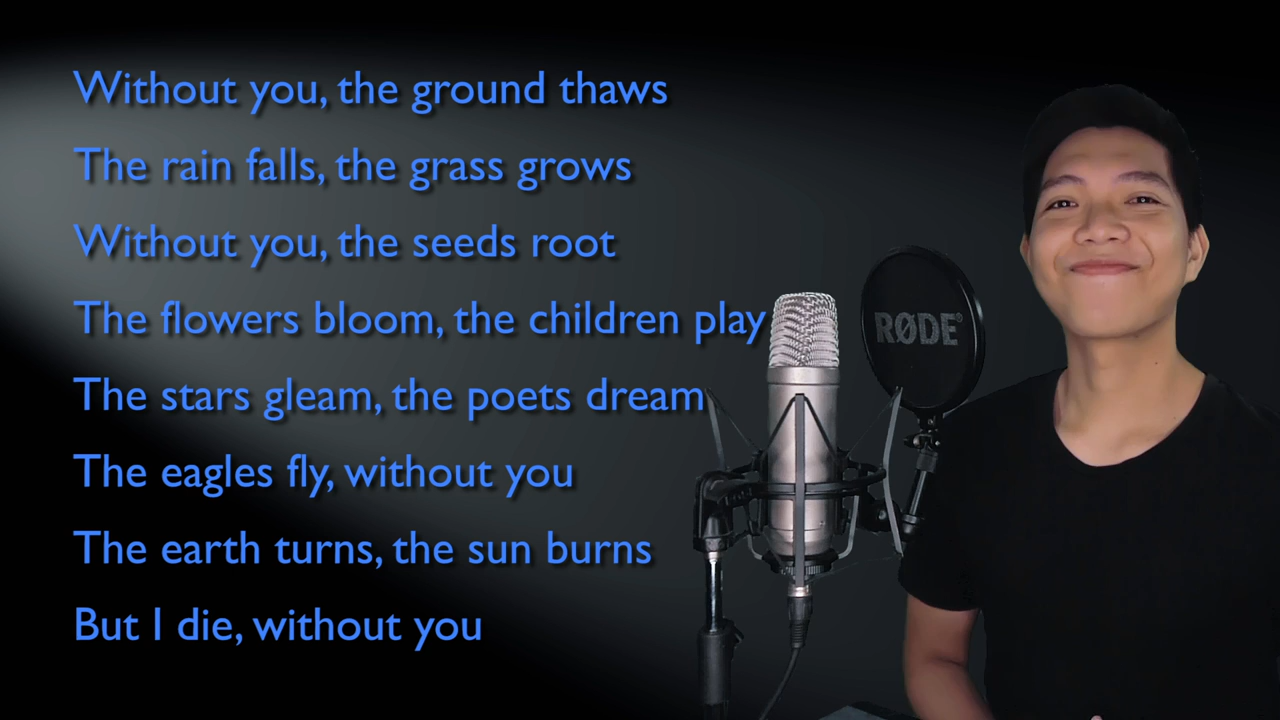 Without you, the ground thaws
The rain falls, the grass grows
Without you, the seeds root
The flowers bloom, the children play
The stars gleam, the poets dream
The eagles fly, without you
The earth turns, the sun burns
But I die, without you
RØDE®